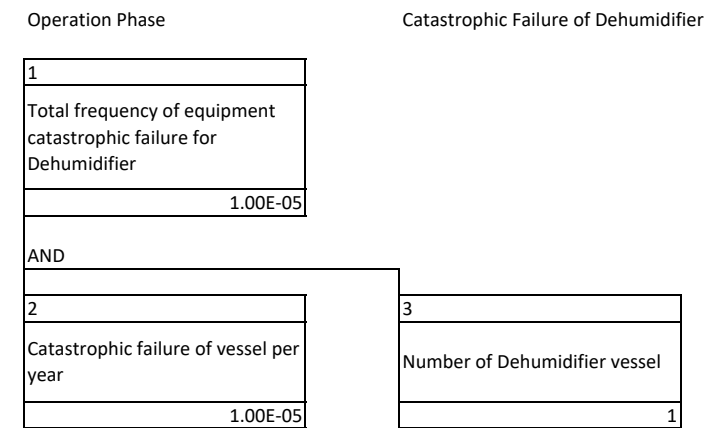 Operation Phase
Catastrophic Failure of Dehumidifier
1
Total frequency of equipment
catastrophic failure for
Dehumidifier
1.00E-05
AND
2
Catastrophic failure of vessel per
year
1.00E-05
3
Number of Dehumidifier vessel
1